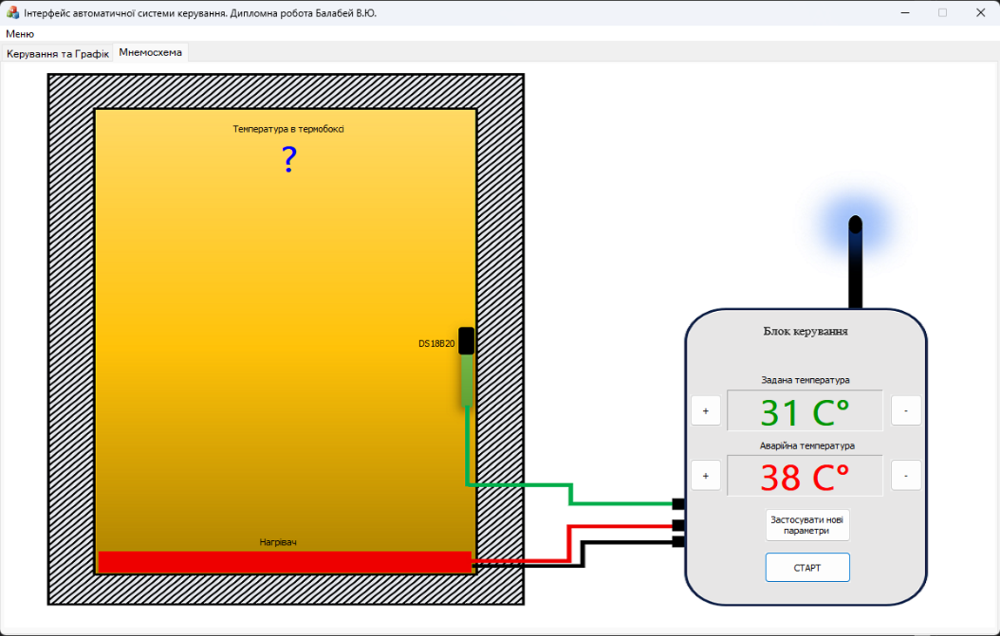 Інтерфейс автоматичної системи керування. Дипломна робота Балабей В.Ю.
Меню
Керування та Графік
Мнемосхема
Температура в термобоксі
?
DS18B20
Нагрівач
Блок керування
Задана температура
+
31 C°
-
Аварійна температура
+
38 C°
-
Застосувати нові
параметри
СТАРТ